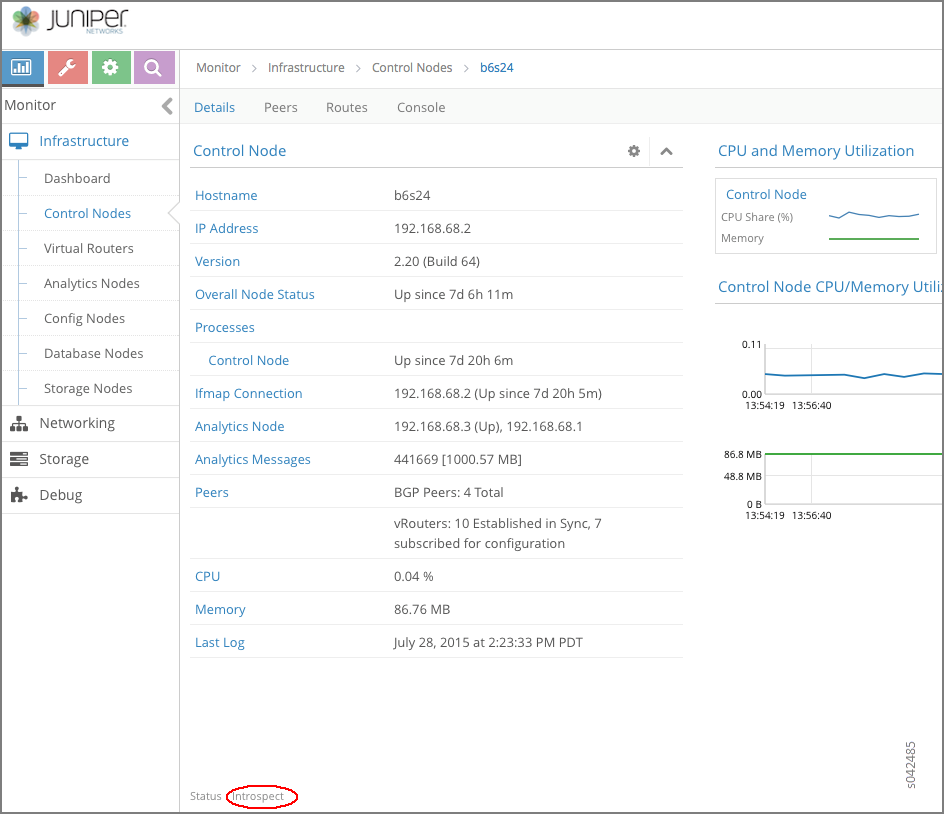 JUNIPER
NETWORKS
Monitor > Infrastructure > Control Nodes > b6s24
Monitor
Infrastructure
Dashboard
Control Nodes
Virtual Routers
Analytics Nodes
Config Nodes
Database Nodes
Storage Nodes
Networking
Storage
Debug
Details Peers Routes Console
Control Node
Hostname b6s24
IP Address 192.168.68.2
Version 2.20 (Build 64)
Overall Node Status Up since 7d 6h 11m
Processes
Control Node Up since 7d 20h 6m
Ifmap Connection 192.168.68.2 (Up since 7d 20h 5m)
Analytics Node 192.168.68.3 (Up), 192.168.68.1
Analytics Messages 441669 [1000.57 MB]
Peers BGP Peers: 4 Total
vRouters: 10 Established in Sync, 7
subscribed for configuration
CPU 0.04 %
Memory 86.76 MB
Last Log July 28, 2015 at 2:23:33 PM PDT
Status Introspect
CPU and Memory Utilization
Control Node
CPU Share (%)
Memory
Control Node CPU/Memory Utili
0.11
0.00
13:54:19 13:56:40
86.8 MB
48.8 MB
0 B
13:54:19 13:56:40
s042485